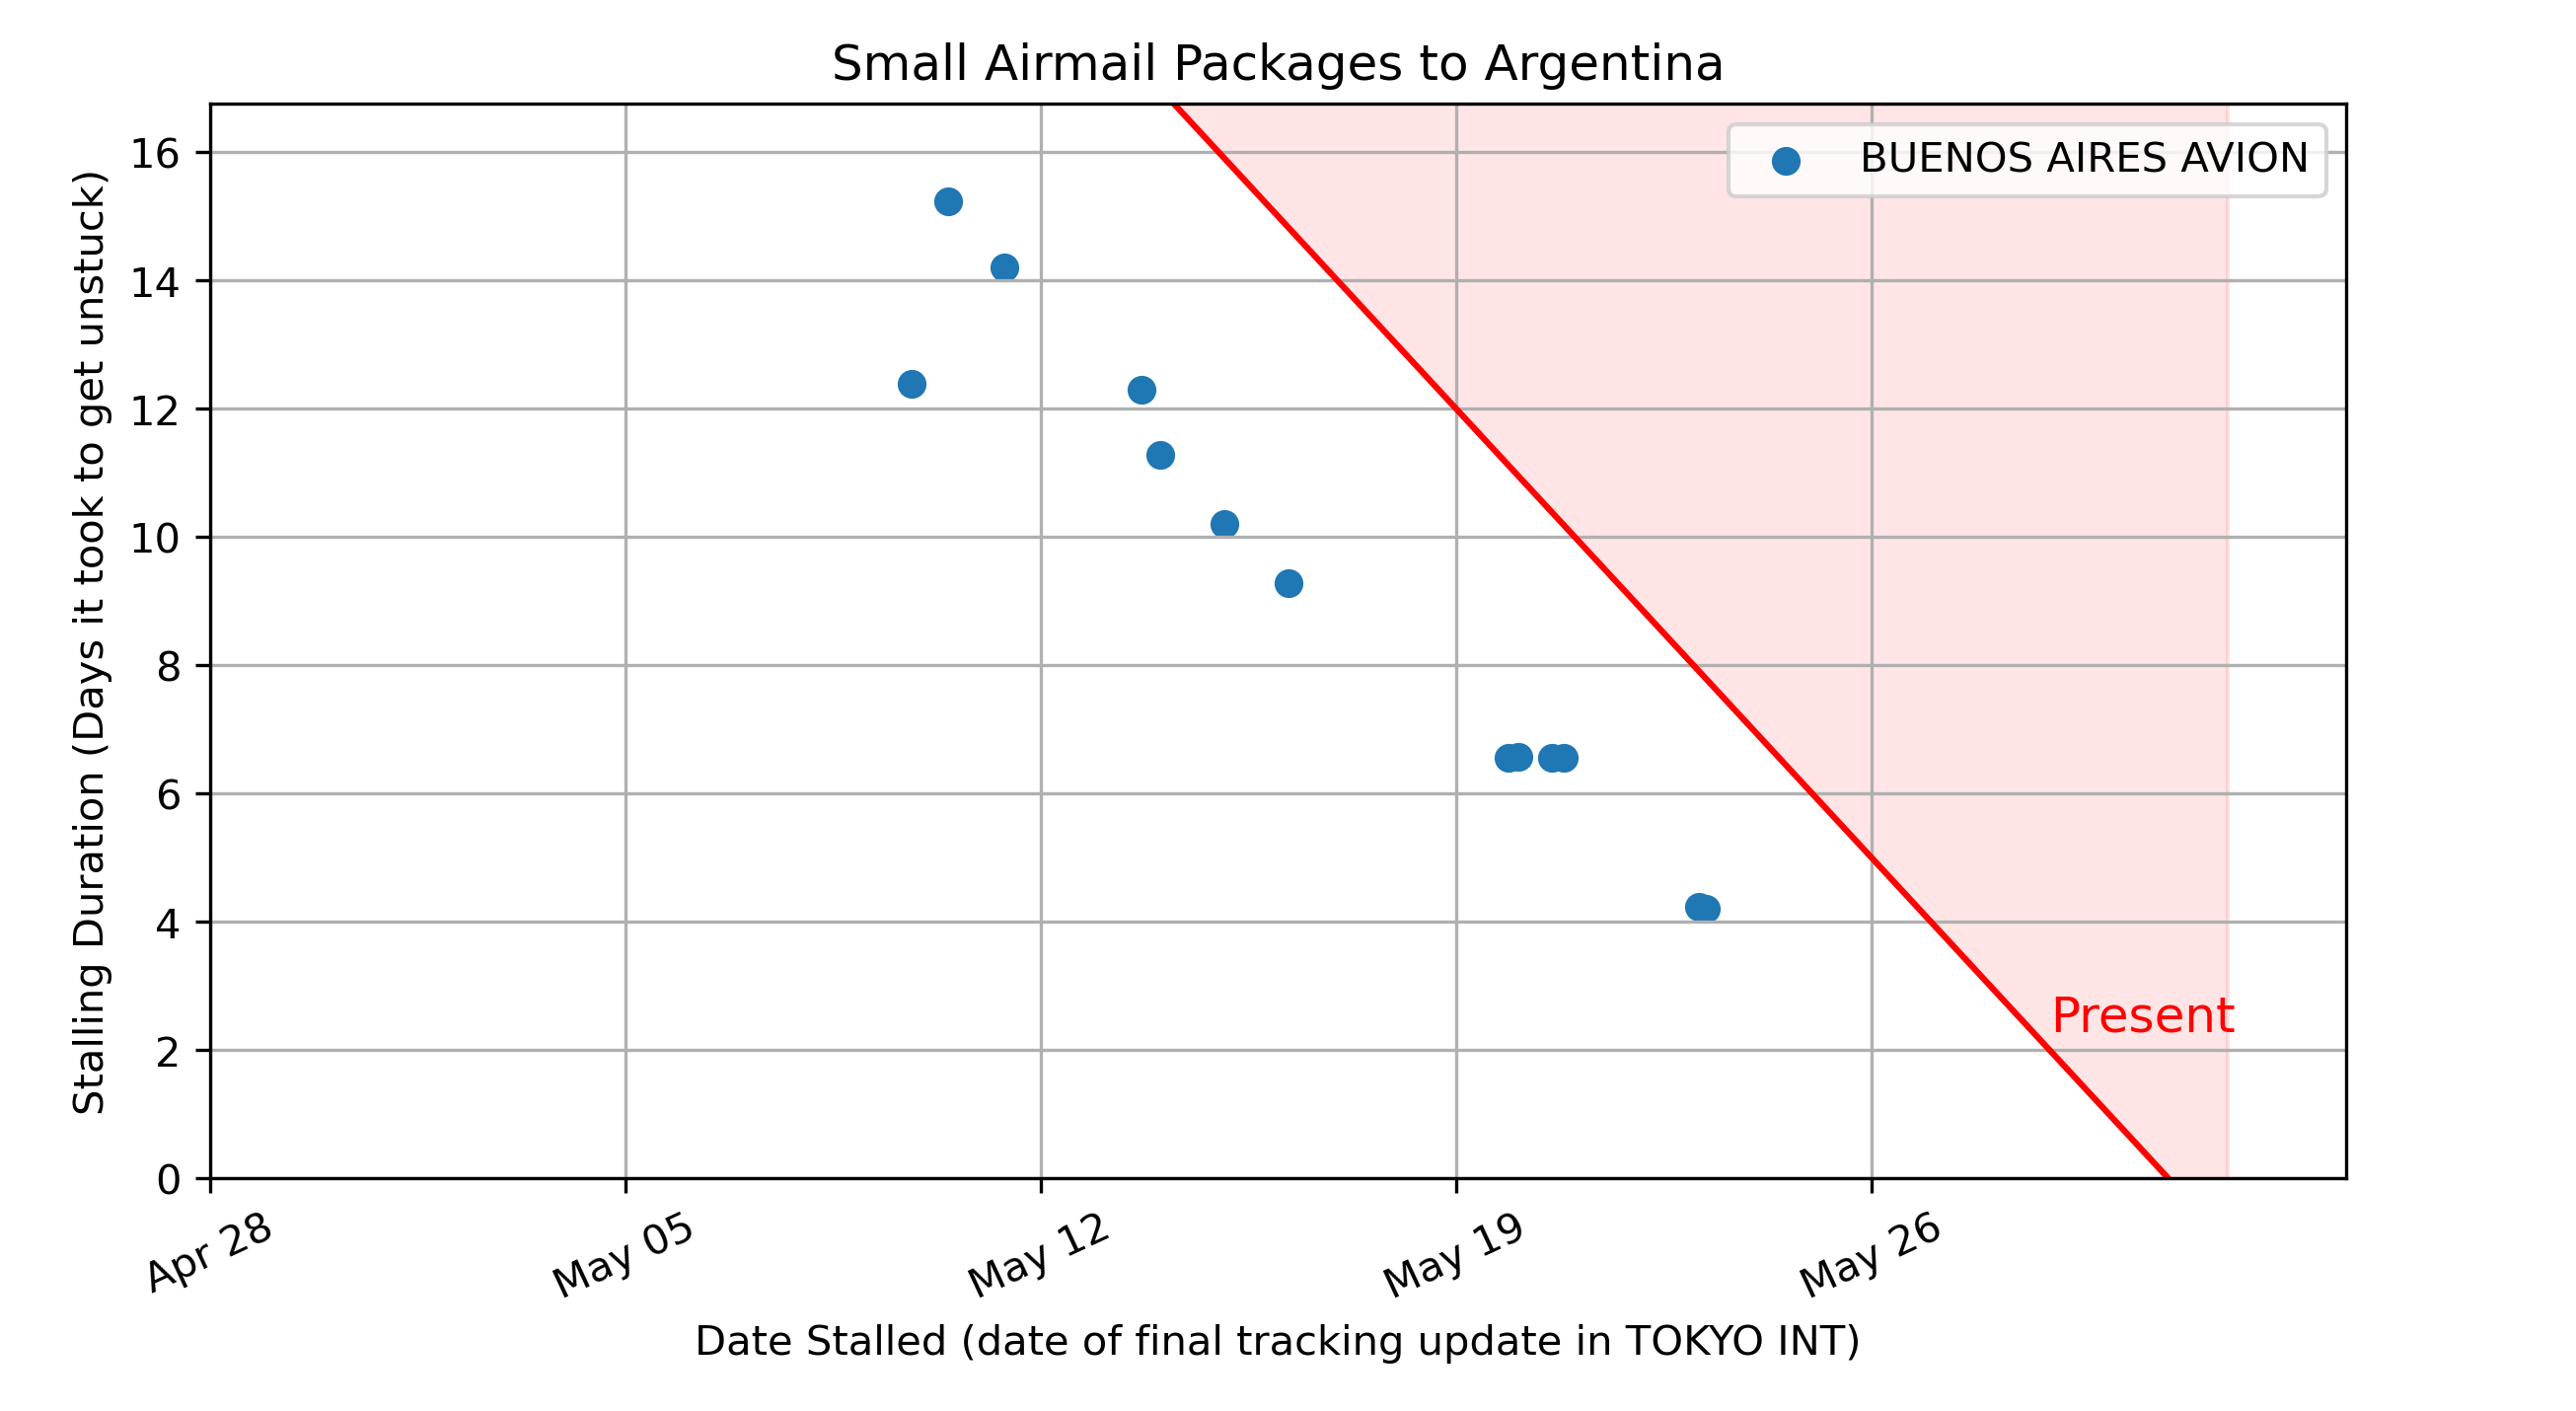 Small Airmail Packages to Argentina
BUENOS AIRES AVION
Stalling Duration (Days it took to get unstuck)
16
14
12
10
8
6
4
2
0
Present
Apr 28
May 05
May 12
May 19
May 26
Date Stalled (date of final tracking update in TOKYO INT)